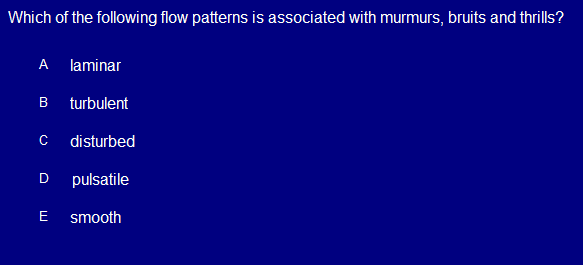 Which of the following flow patterns is associated with murmurs, bruits and thrills?
A laminar
B turbulent
C disturbed
D pulsatile
E smooth